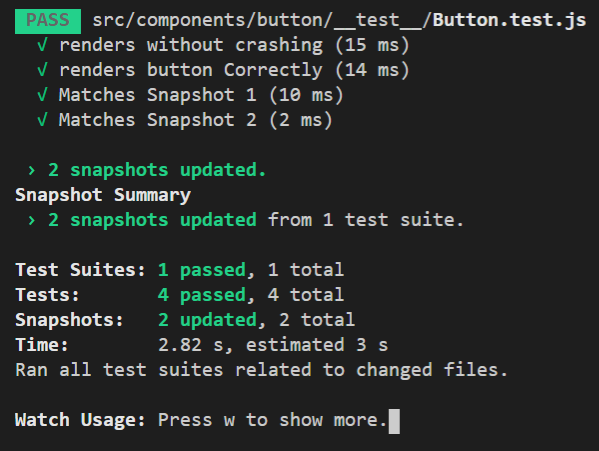 PASS src/components/button/__test__/Button.test.js
√ renders without crashing (15 ms)
√ renders button Correctly (14 ms)
√ Matches Snapshot 1 (10 ms)
√ Matches Snapshot 2 (2 ms)
› 2 snapshots updated.
Snapshot Summary
› 2 snapshots updated from 1 test suite.
Test Suites: 1 passed, 1 total
Tests: 4 passed, 4 total
Snapshots: 2 updated, 2 total
Time: 2.82 s, estimated 3 s
Ran all test suites related to changed files.
Watch Usage: Press w to show more.